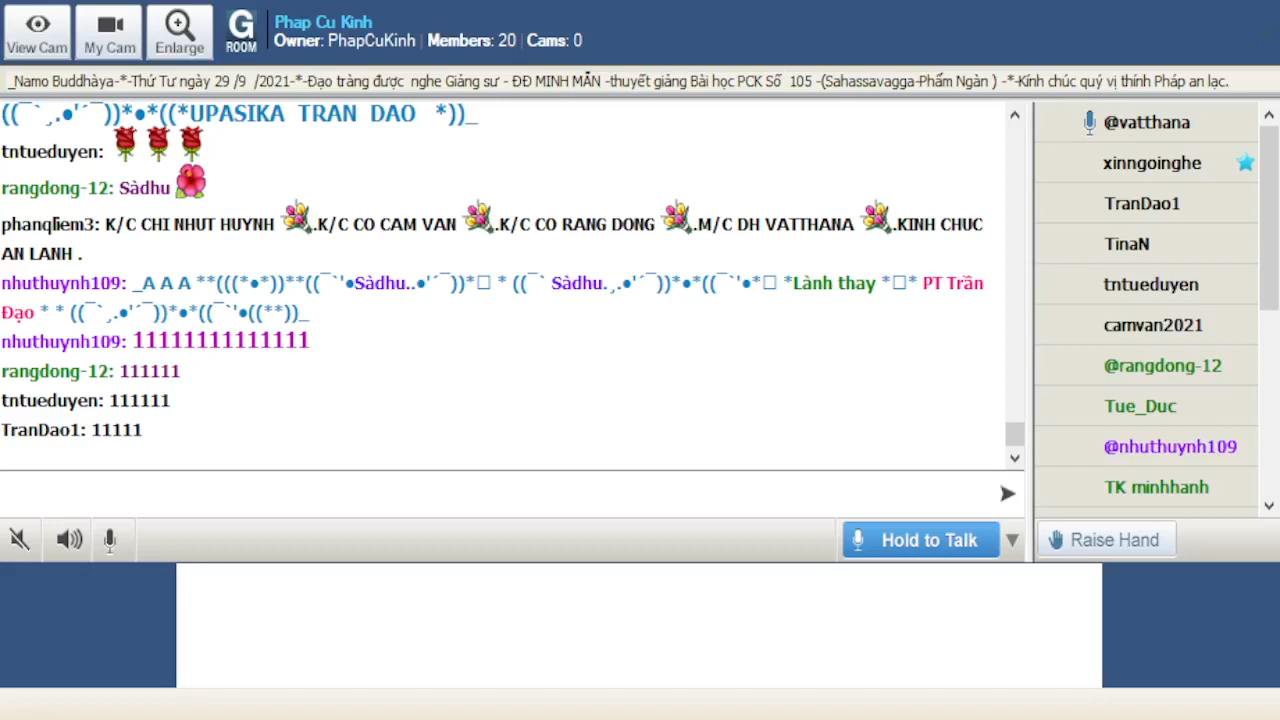 View Cam
My Cam
Enlarge
G
ROOM
Phap Cu Kinh
Owner: PhapCuKinh | Members: 20 | Cams: 0
_Namo Buddhàya-*-Thứ Tư ngày 29 /9 /2021-*-Đạo tràng được nghe Giảng sư - ĐĐ MINH MẪN -thuyết giảng Bài học PCK Số 105 -(Sahassavagga-Phẩm Ngàn ) -*-Kính chúc quý vị thính Pháp an lạc.
((¯`¸.●'´¯))*●*((*UPASIKA TRAN DAO *))_
tntueduyen:
rangdong-12: Sàdhu
phanqliem3: K/C CHI NHUT HUYNH .K/C CO CAM VAN .K/C CO RANG DONG .M/C DH VATTHANA .KINH CHUC
AN LANH .
nhuthuynh109: _A A A **(((*●*))**((¯`'●Sàdhu..●'´¯))*▯ * ((¯` Sàdhu.¸.●'´¯))*●*((¯`'●*▯ *Lành thay *▯* PT Trần
Đạo * * ((¯`¸.●'´¯))*●*((¯`'●((**))_
nhuthuynh109: 11111111111111
rangdong-12: 111111
tntueduyen: 111111
TranDao1: 11111
@vatthana
xinngoinghe
TranDao1
TinaN
tntueduyen
camvan2021
@rangdong-12
Tue_Duc
@nhuthuynh109
TK minhhanh
Hold to Talk
Raise Hand